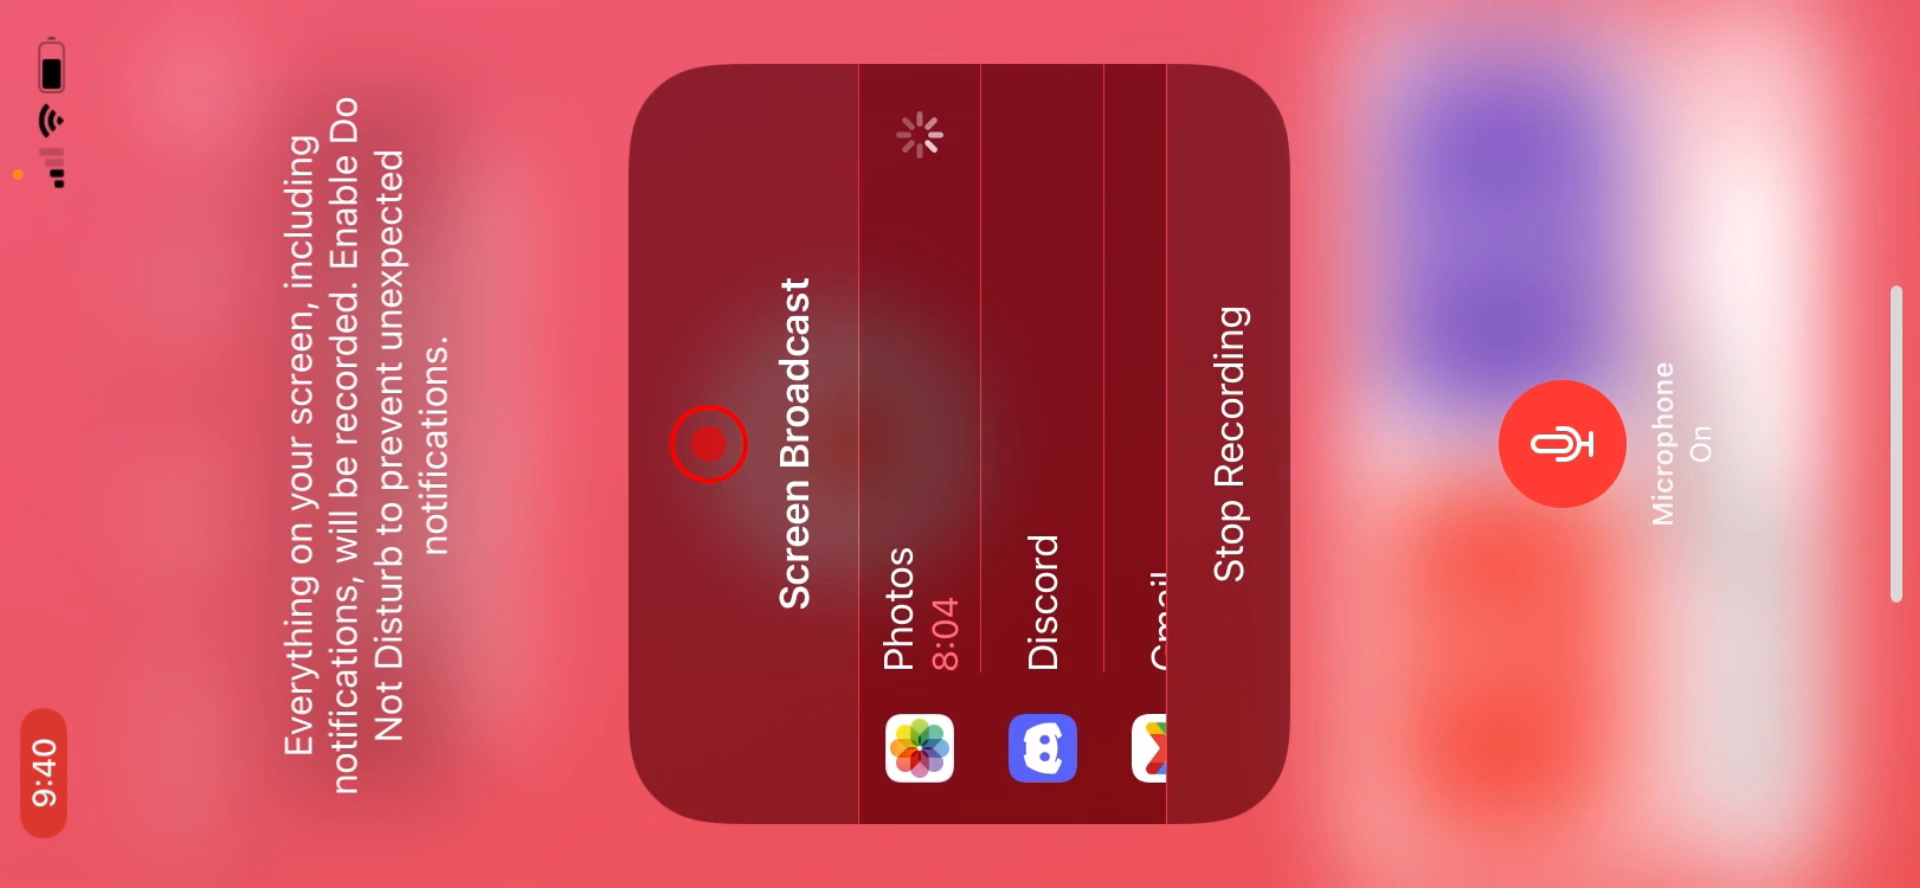 9:40
Everything on your screen, including
notifications, will be recorded. Enable Do
Not Disturb to prevent unexpected
notifications.
Screen Broadcast
Photos
8:04
Discord
Gmail
Stop Recording
Microphone
On